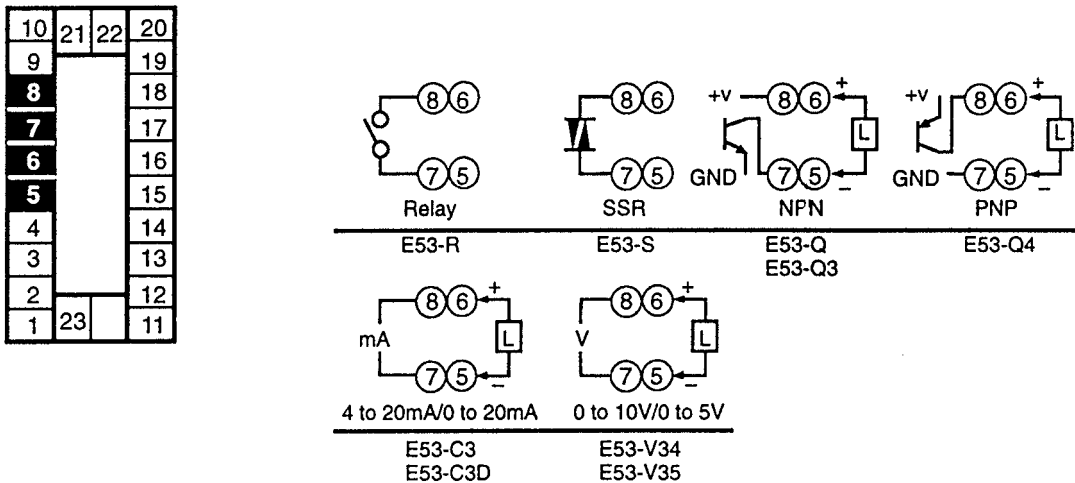 10 21 22 20
9 19
8 18
7 17
6 16
5 15
4 14
3 13
2 12
1 23 11
8 6
7 5
Relay
E53-R
8 6
7 5
SSR
E53-S
+v 8 6 +
L
GND 7 5 −
NPN
E53-Q
E53-Q3
+v 8 6 +
L
GND 7 5 −
PNP
E53-Q4
8 6 +
mA L
7 5 −
4 to 20mA/0 to 20mA
E53-C3
E53-C3D
8 6 +
V L
7 5 −
0 to 10V/0 to 5V
E53-V34
E53-V35